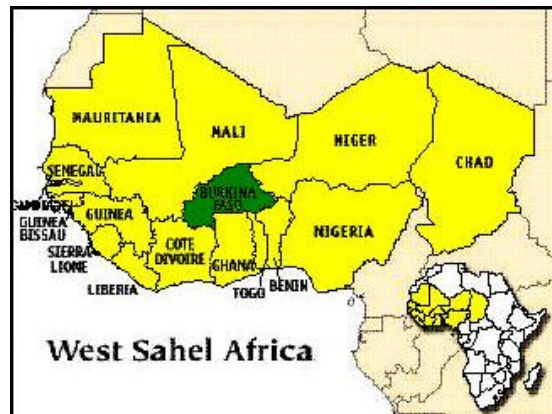 MAURITANIA
MALI
NIGER
CHAD
SENEGAL
BURKINA
FASO
GUINEA
GUINEA
BISSAU
NIGERIA
SIERRA
LEONE
COTE
DIVOIRE
GHANA
LIBERIA
TOGO
BENIN
West Sahel Africa